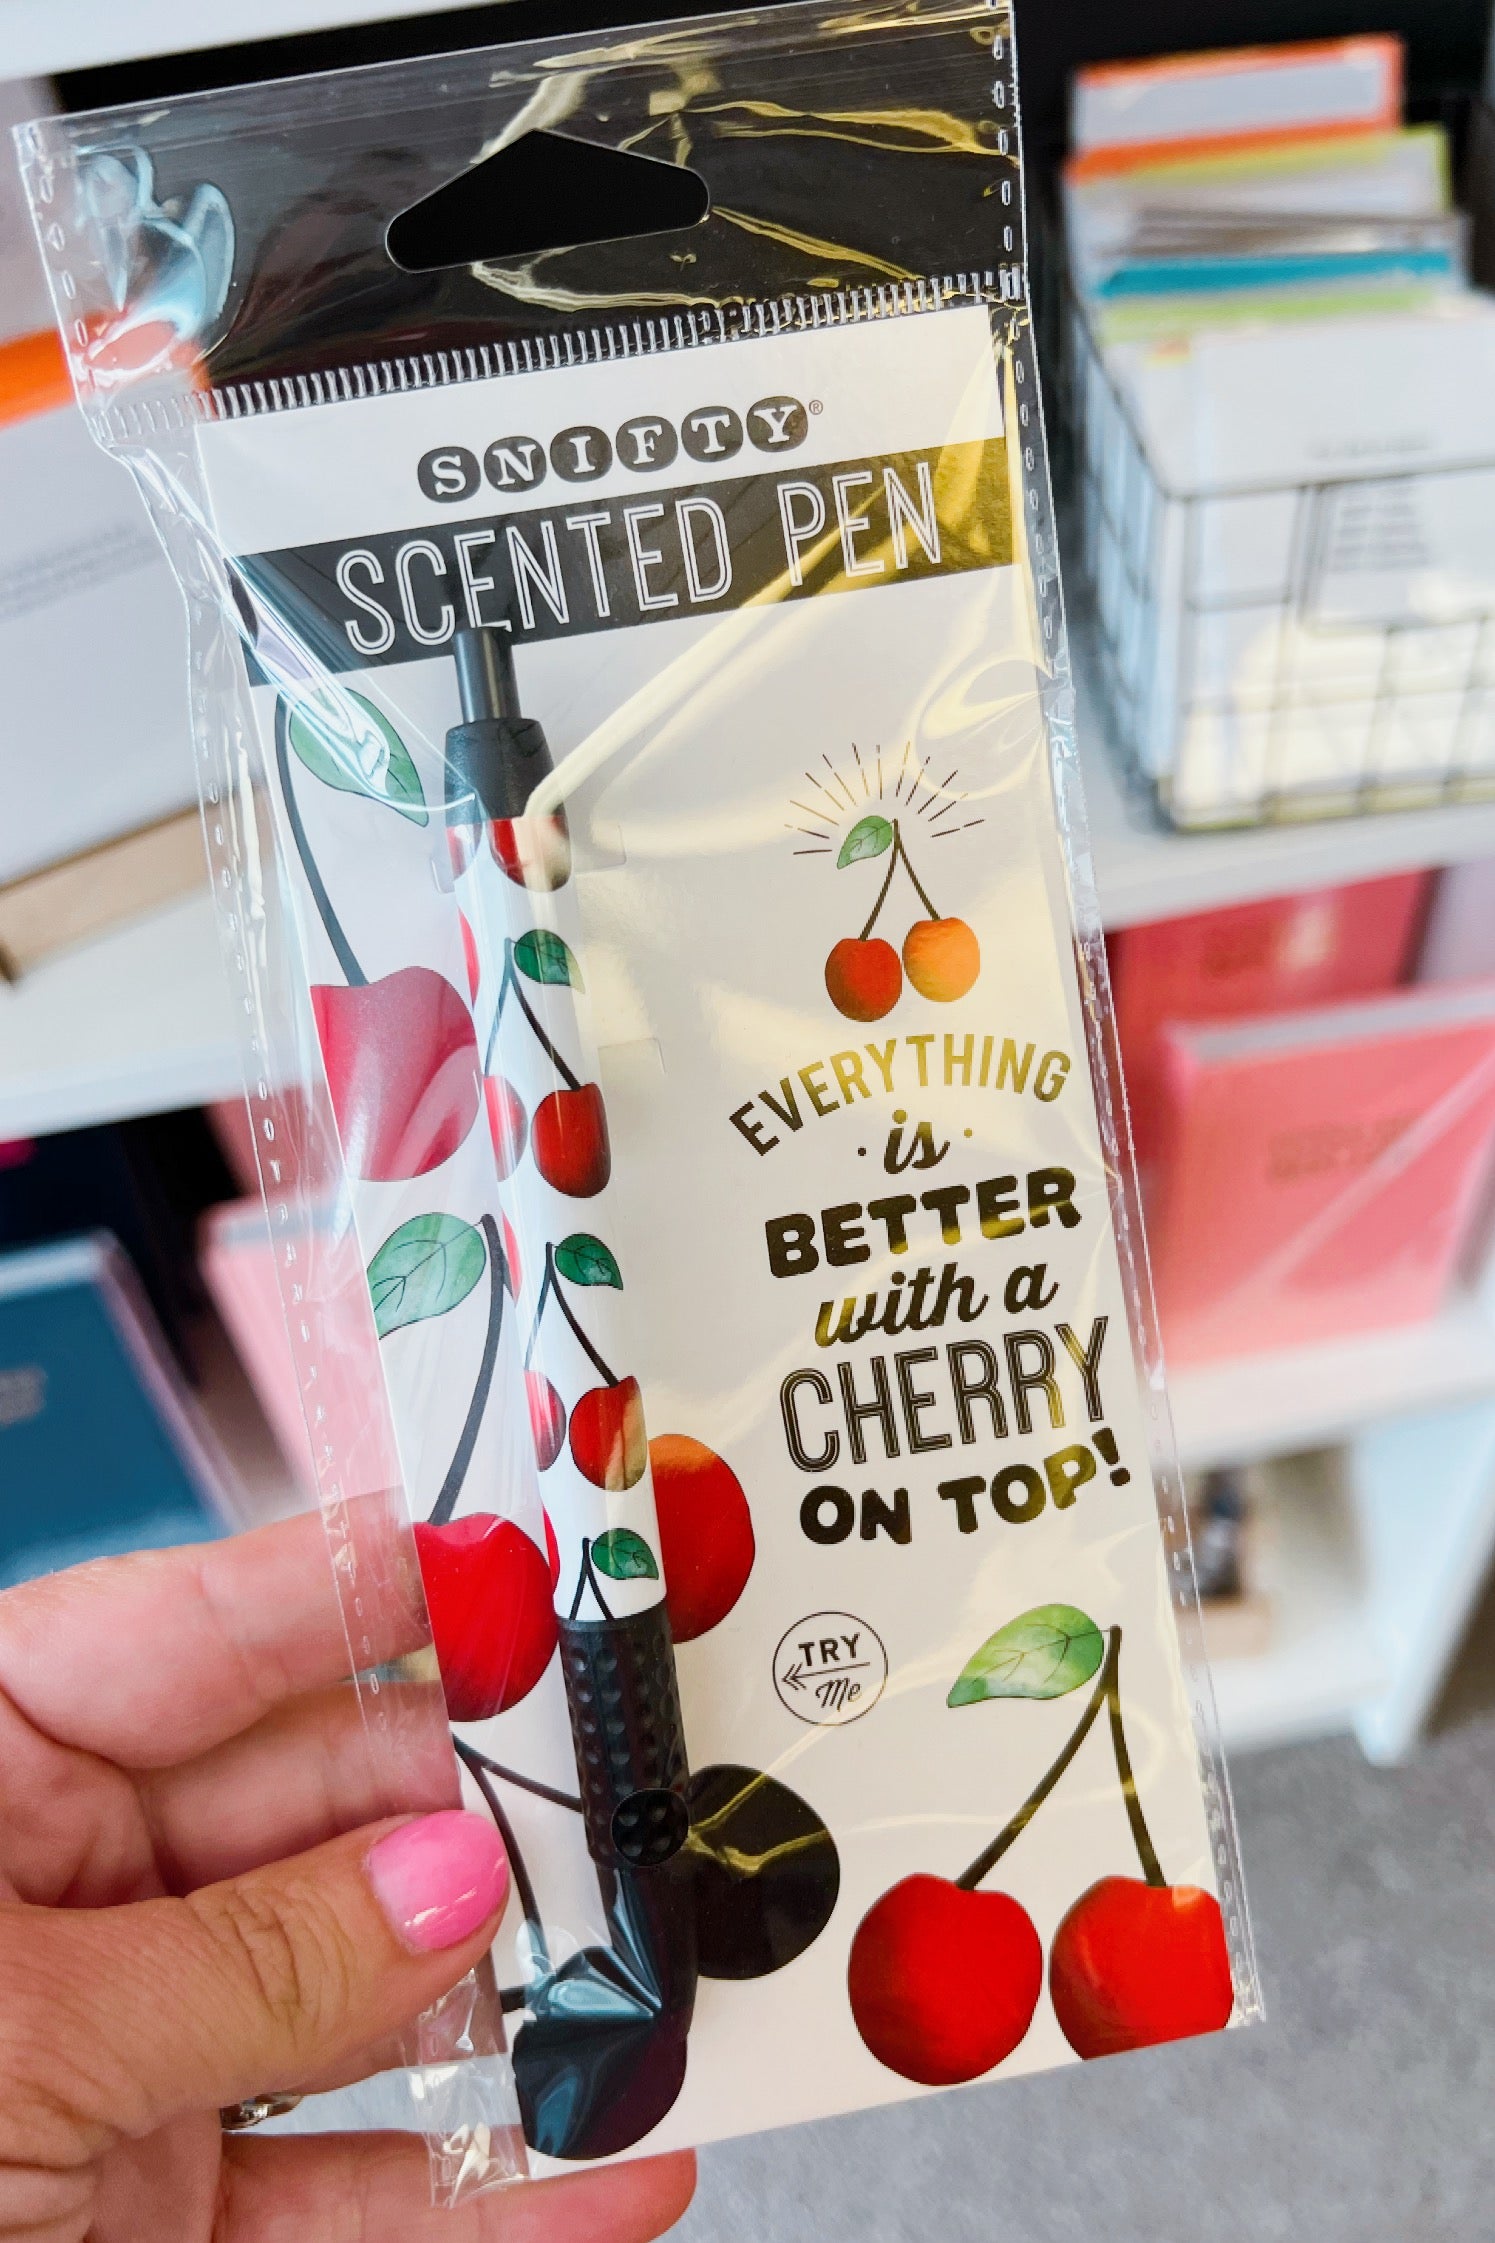 SNIFTY®
SCENTED PEN
EVERYTHING
· is ·
BETTER
with a
CHERRY
ON TOP!
TRY
Me